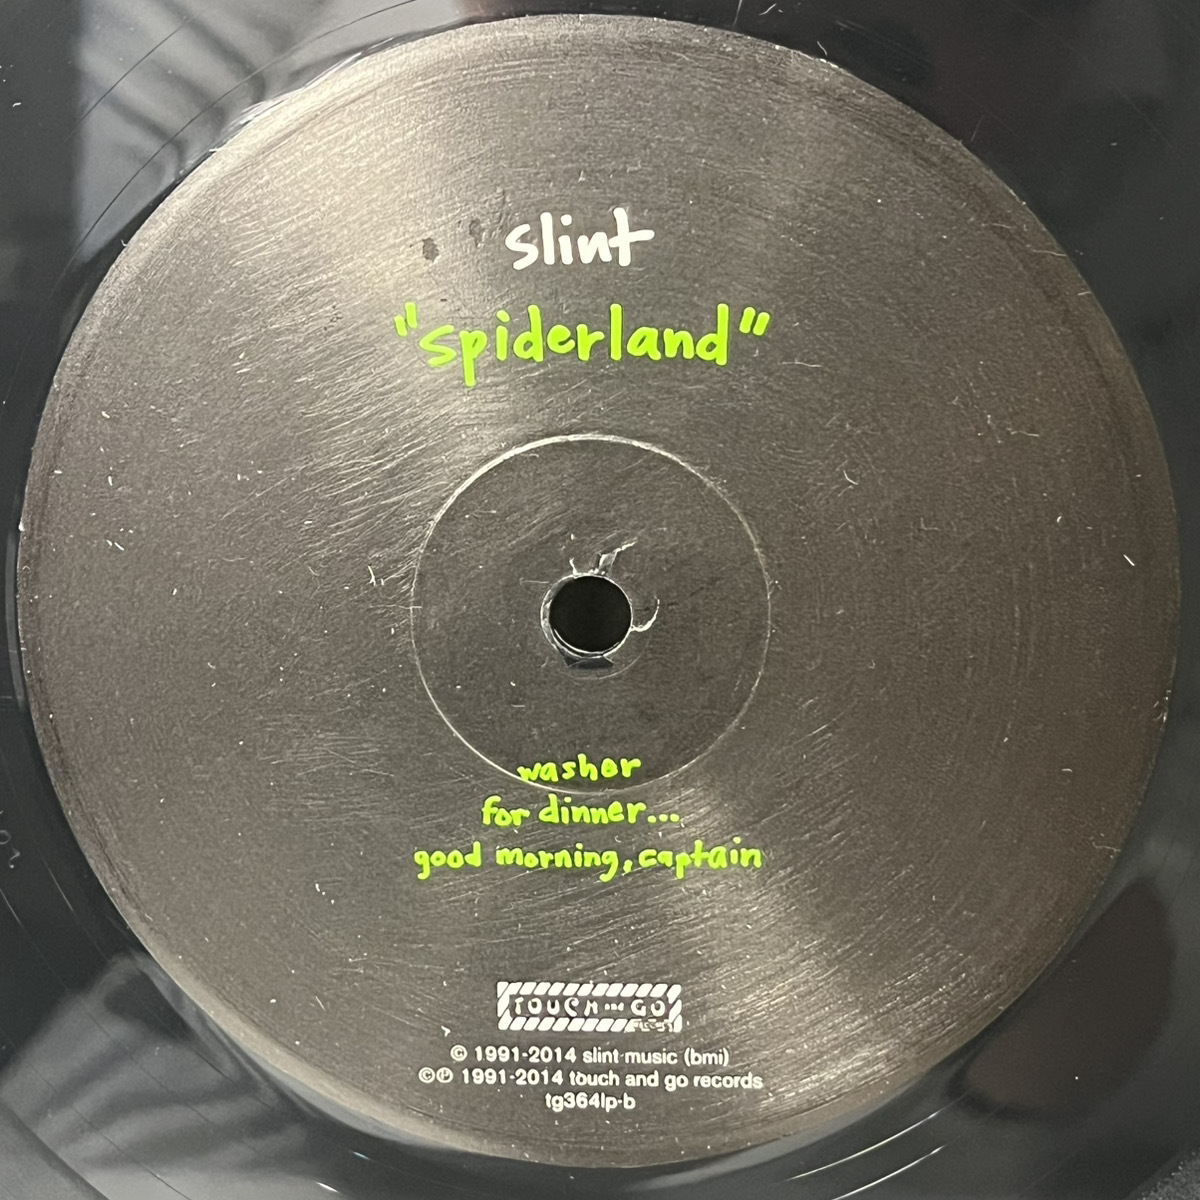 slint
"spiderland"
washer
for dinner...
good morning, captain
TOUCH and GO
© 1991-2014 slint music (bmi)
©℗ 1991-2014 touch and go records
tg364lp-b